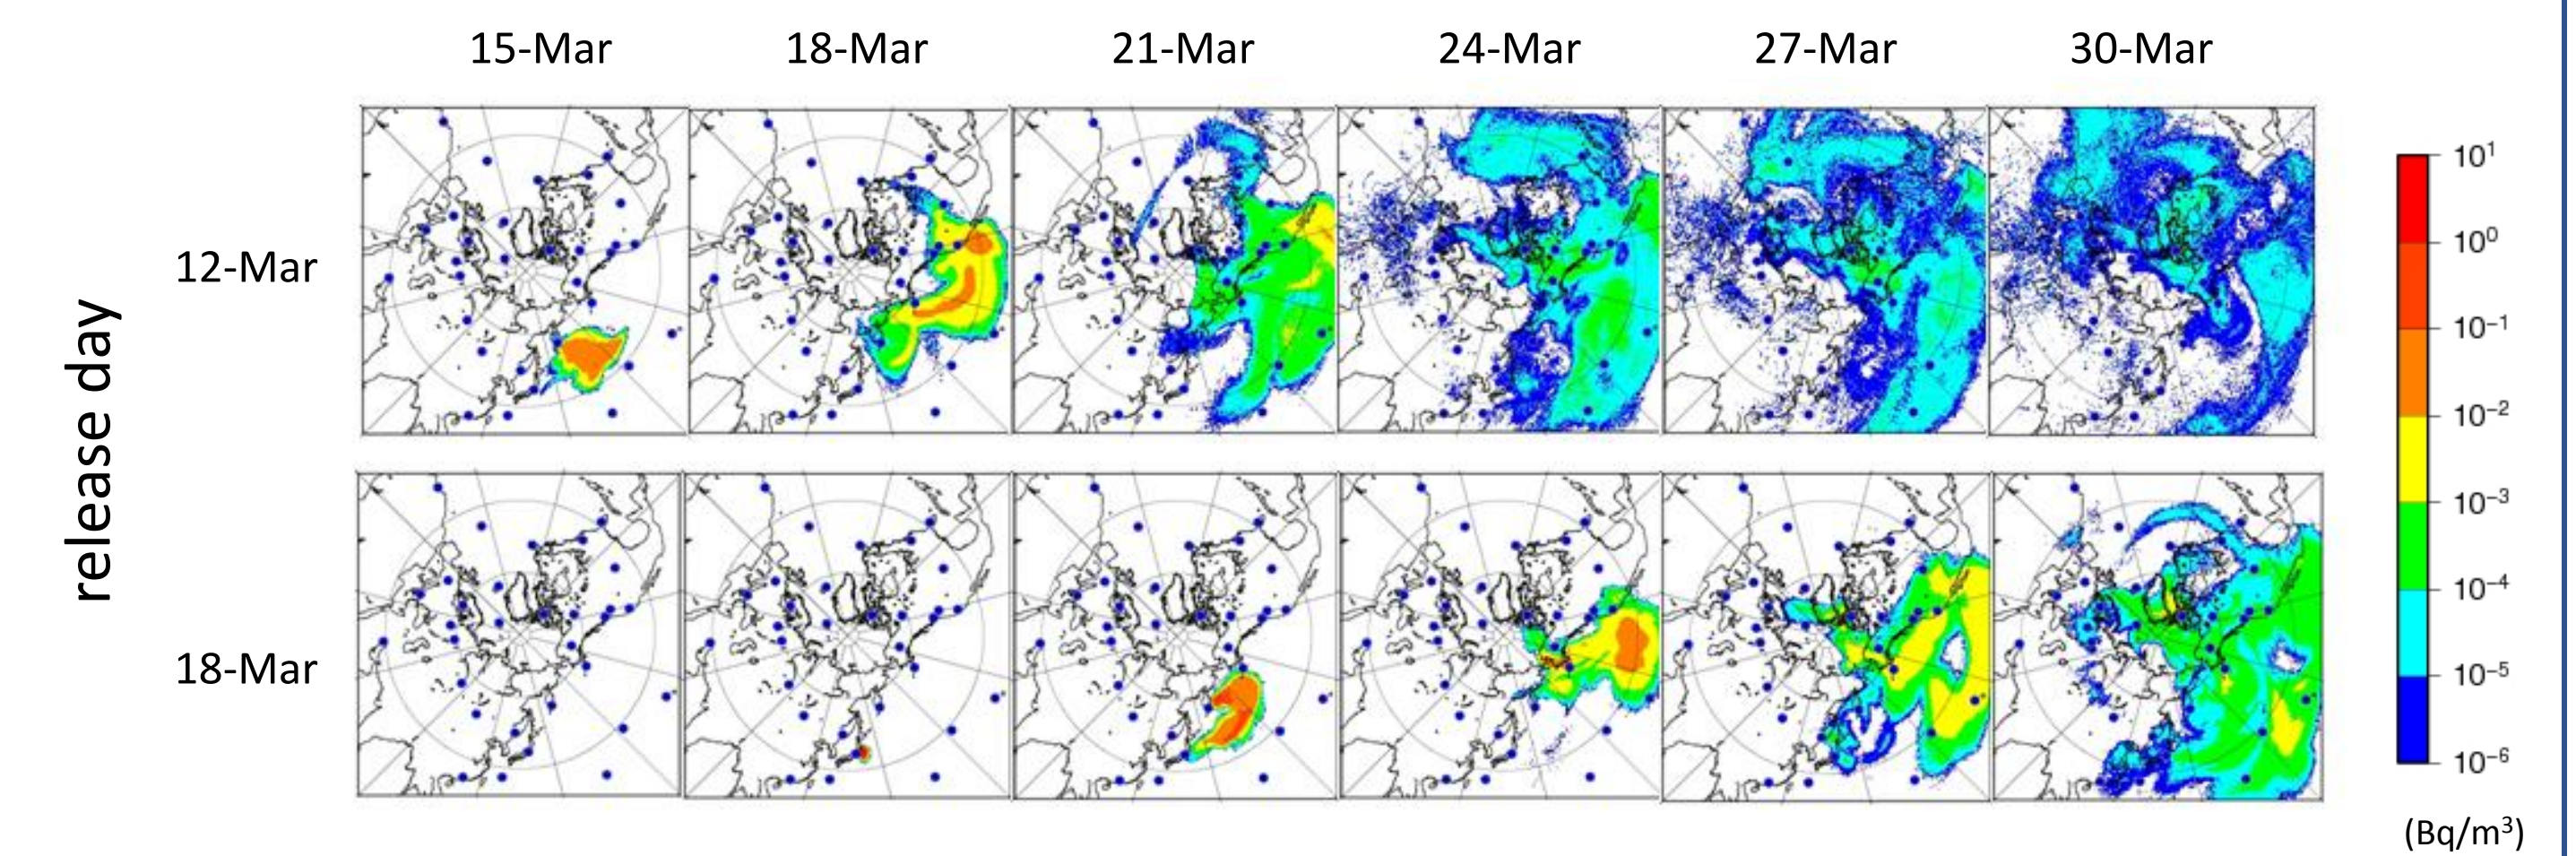 15-Mar 18-Mar 21-Mar 24-Mar 27-Mar 30-Mar
release day
12-Mar
18-Mar
10¹
10⁰
10⁻¹
10⁻²
10⁻³
10⁻⁴
10⁻⁵
10⁻⁶
(Bq/m³)